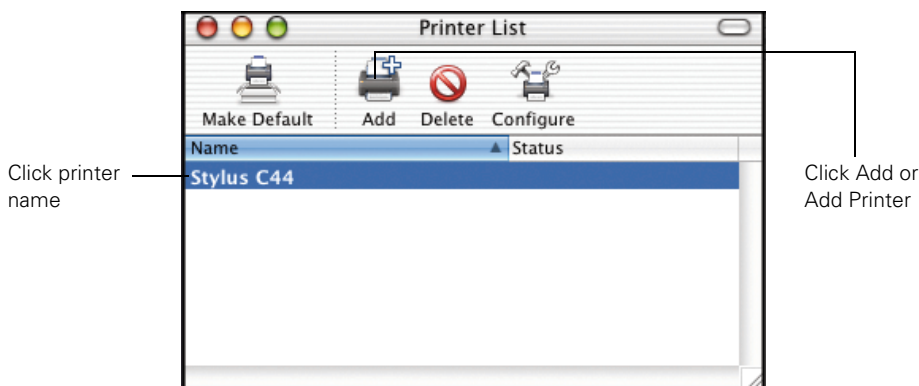 Printer List
Make Default Add Delete Configure
Name Status
Click printer
name
Stylus C44
Click Add or
Add Printer